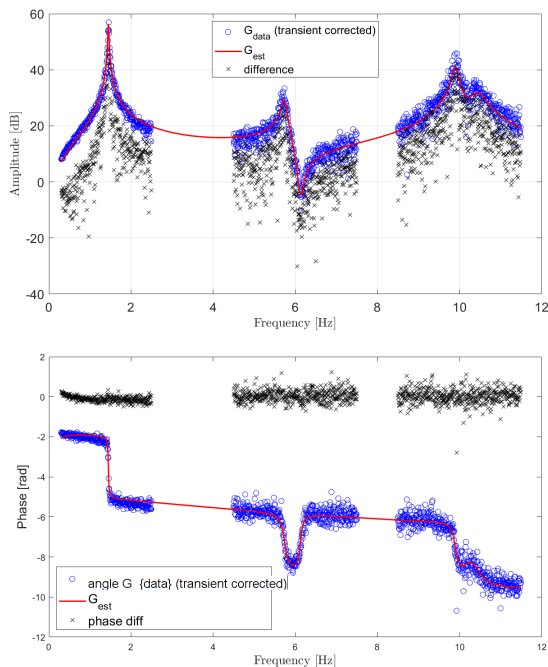 60
40
20
0
-20
-40
Amplitude [dB]
G_data (transient corrected)
G_est
difference
0 2 4 6 8 10 12
Frequency [Hz]
2
0
-2
-4
-6
-8
-10
-12
Phase [rad]
angle G_{data} (transient corrected)
G_est
phase diff
0 2 4 6 8 10 12
Frequency [Hz]